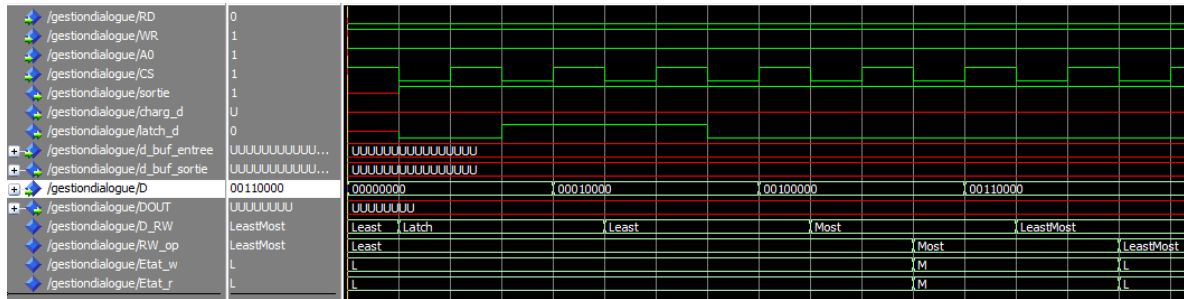 /gestiondialogue/RD 0
/gestiondialogue/WR 1
/gestiondialogue/A0 1
/gestiondialogue/CS 1
/gestiondialogue/sortie 1
/gestiondialogue/charg_d U
/gestiondialogue/latch_d 0
/gestiondialogue/d_buf_entree UUUUUUUUUUU... UUUUUUUUUUUUUUUU
/gestiondialogue/d_buf_sortie UUUUUUUUUUU... UUUUUUUUUUUUUUUU
/gestiondialogue/D 00110000 00000000 00010000 00100000 00110000
/gestiondialogue/DOUT UUUUUUUU UUUUUUUU
/gestiondialogue/D_RW LeastMost Least Latch Least Most LeastMost
/gestiondialogue/RW_op LeastMost Least Most LeastMost
/gestiondialogue/Etat_w L L M L
/gestiondialogue/Etat_r L L M L